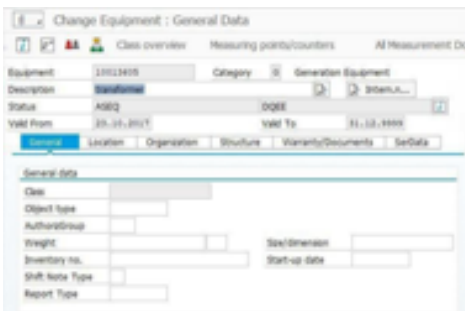 Change Equipment : General Data
Class overview Measuring points/counters All Measurement Do
Equipment 10013605 Category Generation Equipment
Description transformer Intern.n...
Status ASEQ
Valid From 25.10.2017 Valid To 31.12.9999
General Location Organization Structure Warranty/Documents SerData
General data
Class
Object type
AuthorizGroup
Weight Size/dimension
Inventory no. Start-up date
Shift Note Type
Report Type